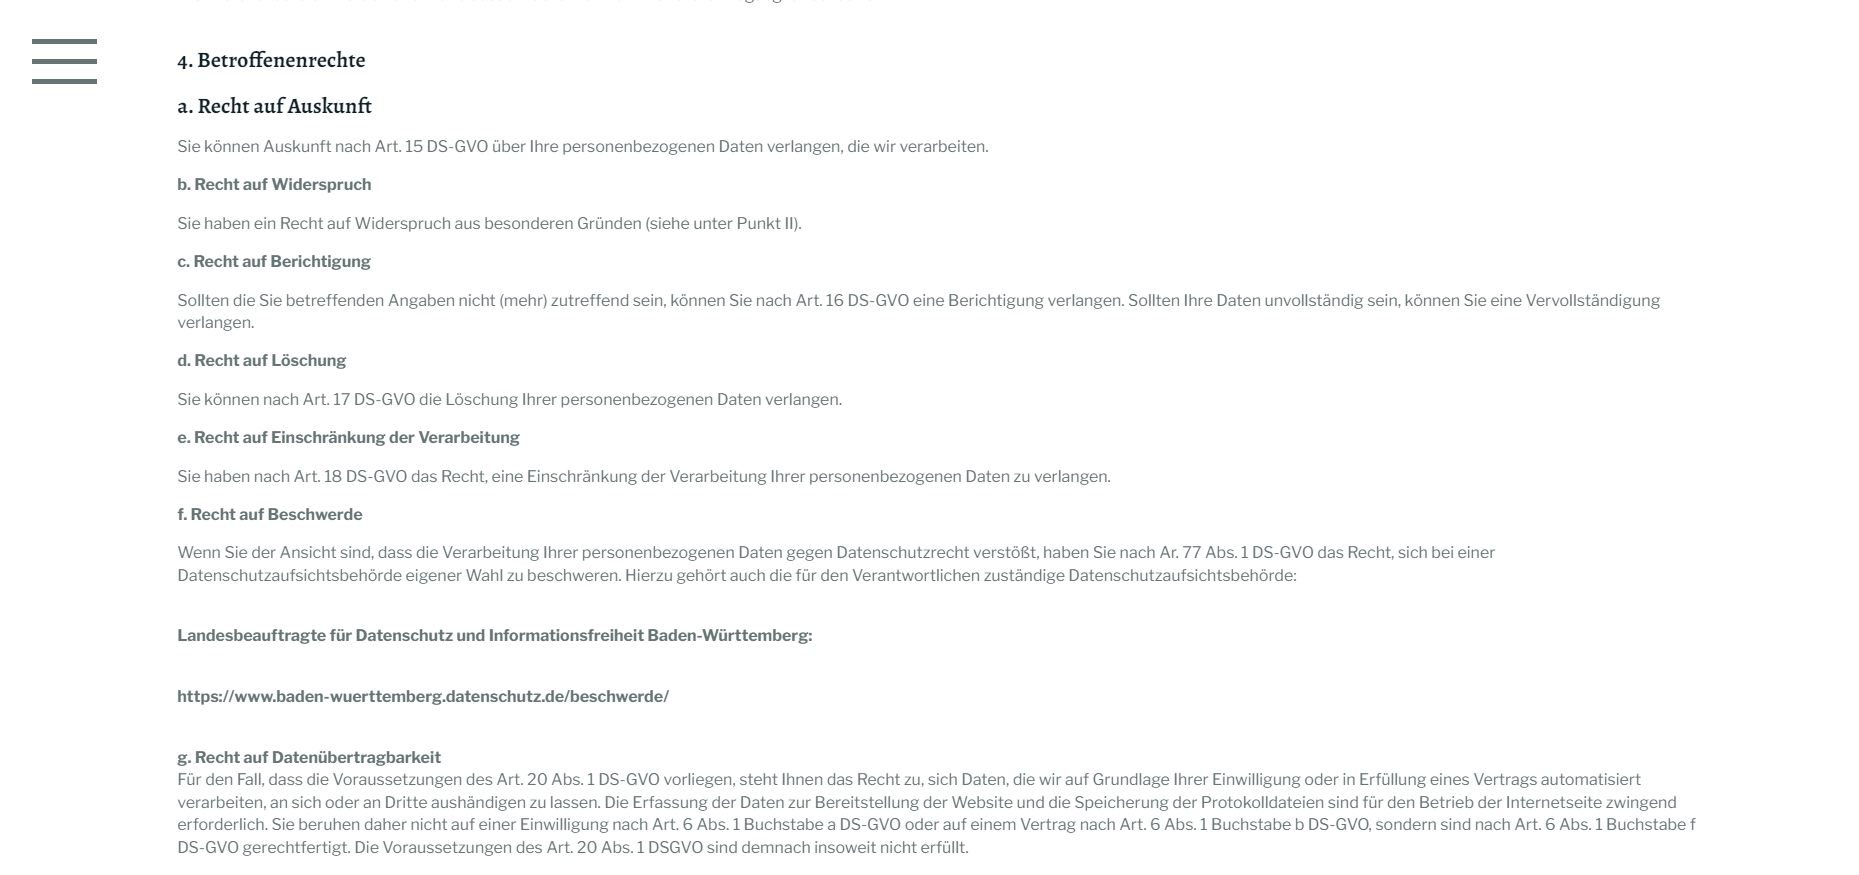 4. Betroffenenrechte
a. Recht auf Auskunft
Sie können Auskunft nach Art. 15 DS-GVO über Ihre personenbezogenen Daten verlangen, die wir verarbeiten.
b. Recht auf Widerspruch
Sie haben ein Recht auf Widerspruch aus besonderen Gründen (siehe unter Punkt II).
c. Recht auf Berichtigung
Sollten die Sie betreffenden Angaben nicht (mehr) zutreffend sein, können Sie nach Art. 16 DS-GVO eine Berichtigung verlangen. Sollten Ihre Daten unvollständig sein, können Sie eine Vervollständigung
verlangen.
d. Recht auf Löschung
Sie können nach Art. 17 DS-GVO die Löschung Ihrer personenbezogenen Daten verlangen.
e. Recht auf Einschränkung der Verarbeitung
Sie haben nach Art. 18 DS-GVO das Recht, eine Einschränkung der Verarbeitung Ihrer personenbezogenen Daten zu verlangen.
f. Recht auf Beschwerde
Wenn Sie der Ansicht sind, dass die Verarbeitung Ihrer personenbezogenen Daten gegen Datenschutzrecht verstößt, haben Sie nach Ar. 77 Abs. 1 DS-GVO das Recht, sich bei einer
Datenschutzaufsichtsbehörde eigener Wahl zu beschweren. Hierzu gehört auch die für den Verantwortlichen zuständige Datenschutzaufsichtsbehörde:
Landesbeauftragte für Datenschutz und Informationsfreiheit Baden-Württemberg:
https://www.baden-wuerttemberg.datenschutz.de/beschwerde/
g. Recht auf Datenübertragbarkeit
Für den Fall, dass die Voraussetzungen des Art. 20 Abs. 1 DS-GVO vorliegen, steht Ihnen das Recht zu, sich Daten, die wir auf Grundlage Ihrer Einwilligung oder in Erfüllung eines Vertrags automatisiert
verarbeiten, an sich oder an Dritte aushändigen zu lassen. Die Erfassung der Daten zur Bereitstellung der Website und die Speicherung der Protokolldateien sind für den Betrieb der Internetseite zwingend
erforderlich. Sie beruhen daher nicht auf einer Einwilligung nach Art. 6 Abs. 1 Buchstabe a DS-GVO oder auf einem Vertrag nach Art. 6 Abs. 1 Buchstabe b DS-GVO, sondern sind nach Art. 6 Abs. 1 Buchstabe f
DS-GVO gerechtfertigt. Die Voraussetzungen des Art. 20 Abs. 1 DSGVO sind demnach insoweit nicht erfüllt.